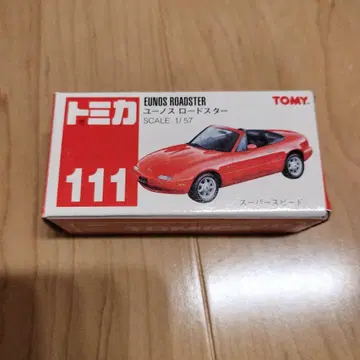 トミカ
111
EUNOS ROADSTER
ユーノス ロードスター
SCALE 1/57
TOMY
スーパースピード